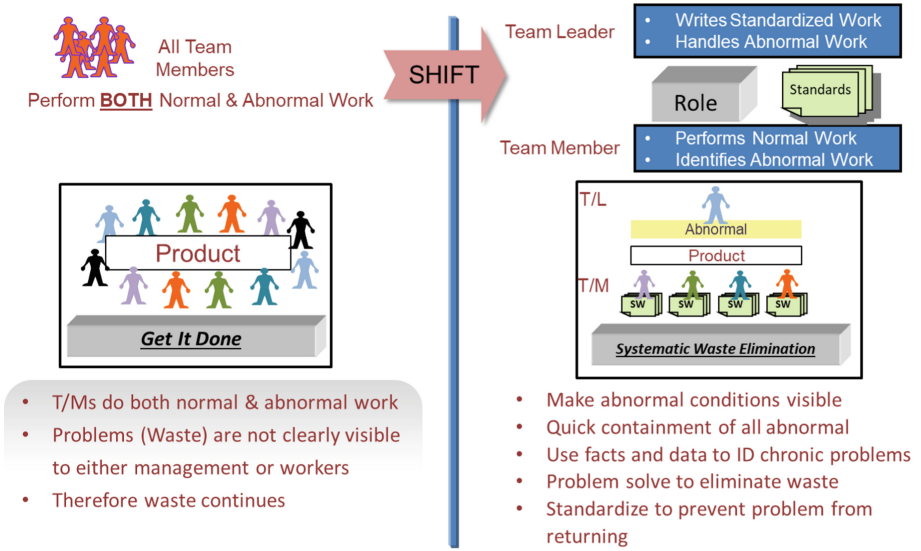 All Team
Members
Perform BOTH Normal & Abnormal Work
Product
Get It Done
• T/Ms do both normal & abnormal work
• Problems (Waste) are not clearly visible
to either management or workers
• Therefore waste continues
SHIFT
Team Leader
• Writes Standardized Work
• Handles Abnormal Work
Role
Standards
Team Member
• Performs Normal Work
• Identifies Abnormal Work
T/L
Abnormal
Product
T/M
SW SW SW SW
Systematic Waste Elimination
• Make abnormal conditions visible
• Quick containment of all abnormal
• Use facts and data to ID chronic problems
• Problem solve to eliminate waste
• Standardize to prevent problem from
returning